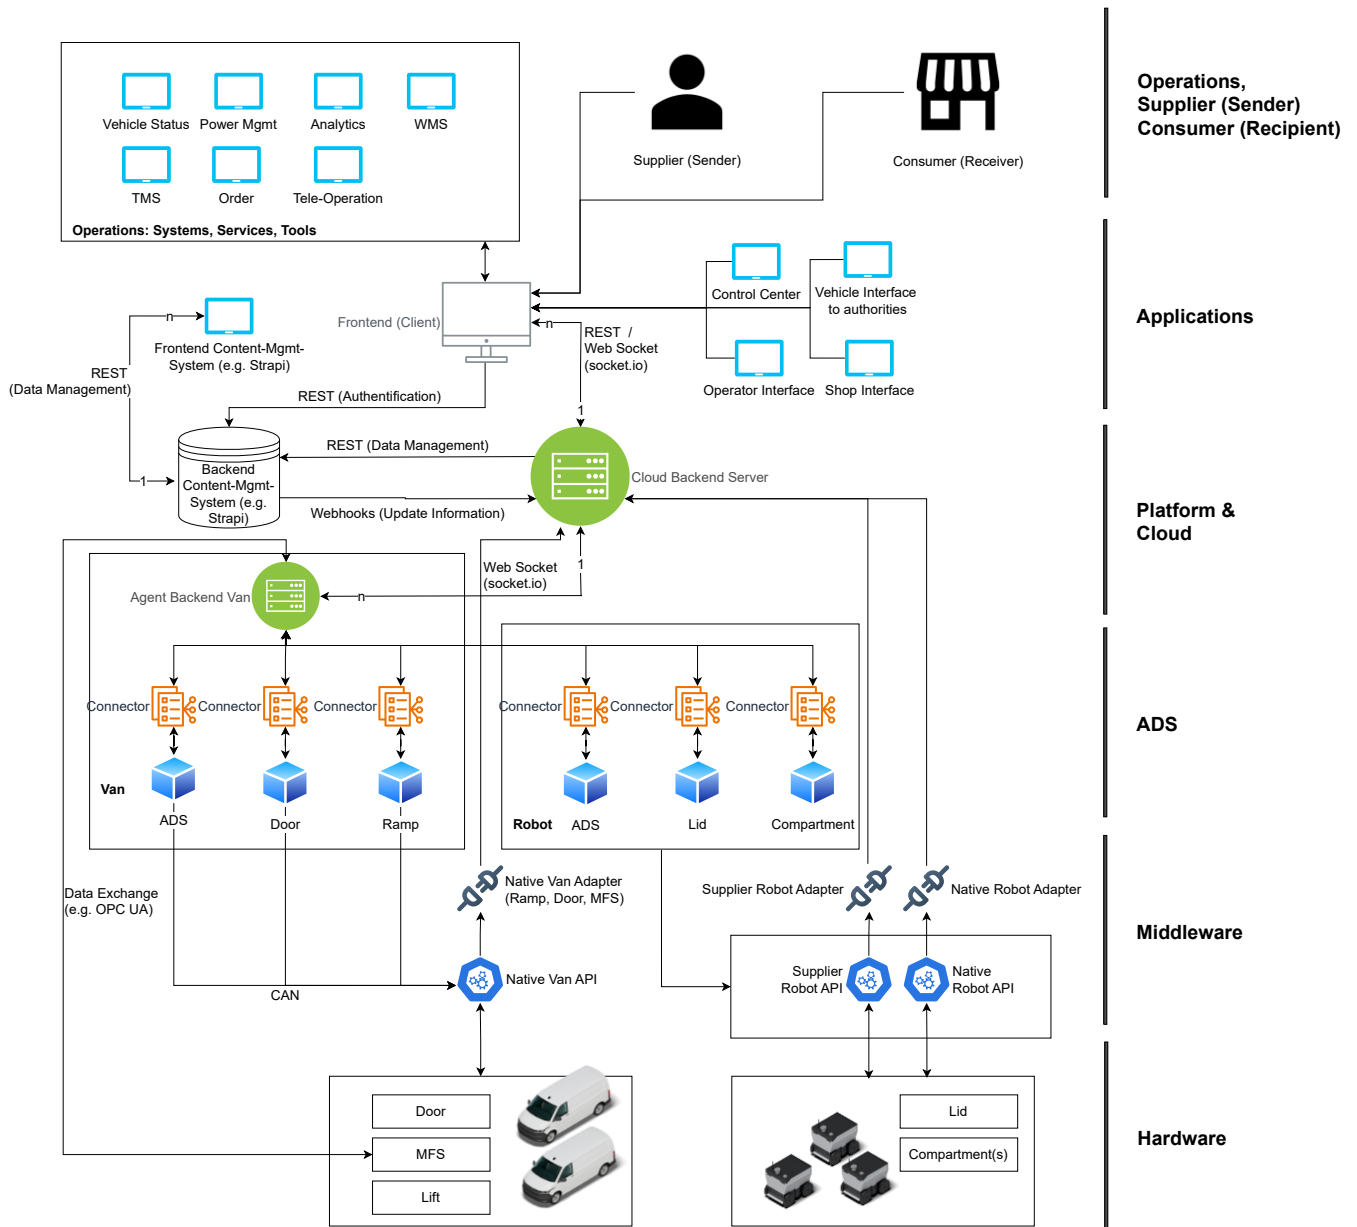 Vehicle Status
Power Mgmt
Analytics
WMS
TMS
Order
Tele-Operation
Operations: Systems, Services, Tools
Supplier (Sender)
Consumer (Receiver)
Operations,
Supplier (Sender)
Consumer (Recipient)
Frontend (Client)
Control Center
Vehicle Interface
to authorities
Operator Interface
Shop Interface
Applications
n
Frontend Content-Mgmt-
System (e.g. Strapi)
REST
(Data Management)
n
REST /
Web Socket
(socket.io)
1
REST (Authentification)
1
Backend
Content-Mgmt-
System (e.g.
Strapi)
REST (Data Management)
Webhooks (Update Information)
Cloud Backend Server
Platform &
Cloud
Web Socket
(socket.io)
1
n
Agent Backend Van
Connector
Connector
Connector
Connector
Connector
Connector
ADS
Van
ADS
Door
Ramp
Robot
ADS
Lid
Compartment
Data Exchange
(e.g. OPC UA)
Native Van Adapter
(Ramp, Door, MFS)
Supplier Robot Adapter
Native Robot Adapter
Middleware
CAN
Native Van API
Supplier
Robot API
Native
Robot API
Door
MFS
Lift
Lid
Compartment(s)
Hardware